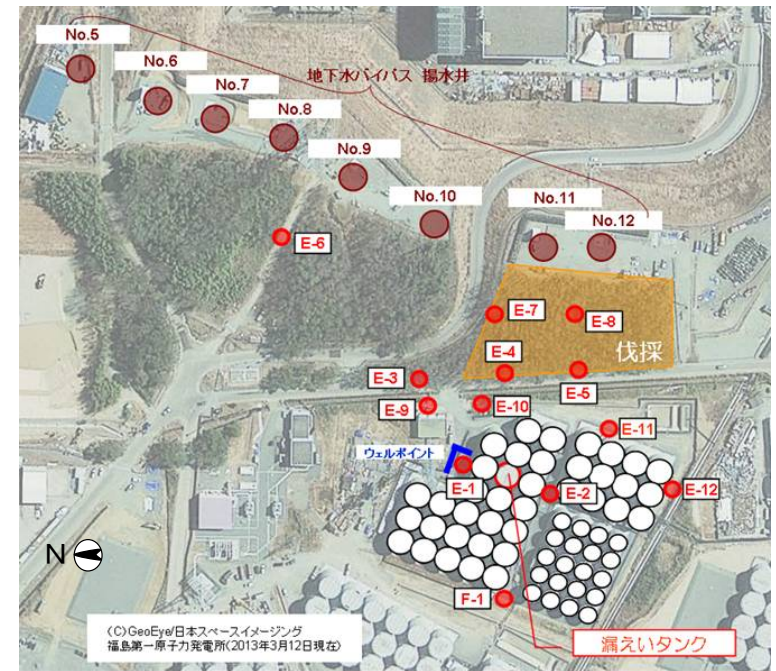 No.5
No.6
No.7
地下水バイパス 揚水井
No.8
No.9
No.10
No.11
No.12
E-6
E-7
E-8
伐採
E-4
E-3
E-5
E-9
E-10
E-11
ウェルポイント
E-1
E-2
E-12
N
F-1
(C)GeoEye/日本スペースイメージング
福島第一原子力発電所(2013年3月12日現在)
漏えいタンク